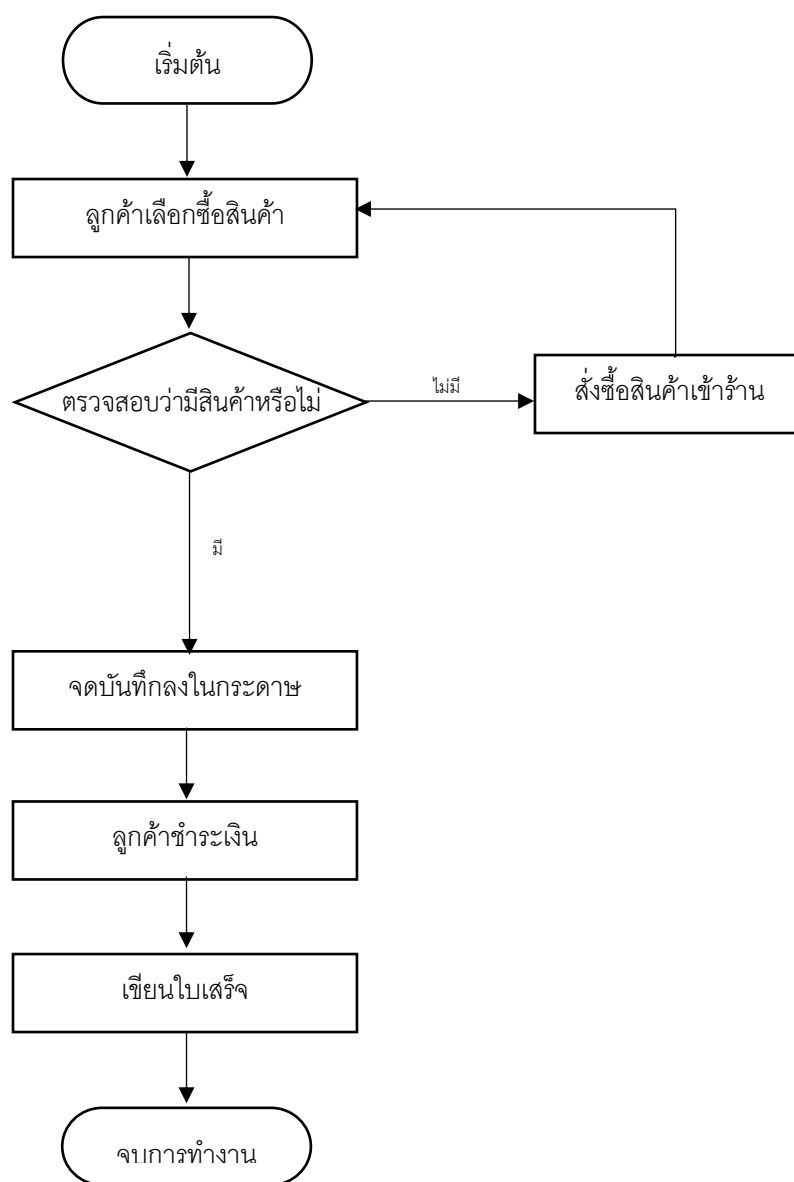 เริ่มต้น
ลูกค้าเลือกซื้อสินค้า
ตรวจสอบว่ามีสินค้าหรือไม่
ไม่มี
สั่งซื้อสินค้าเข้าร้าน
มี
จดบันทึกลงในกระดาษ
ลูกค้าชำระเงิน
เขียนใบเสร็จ
จบการทำงาน